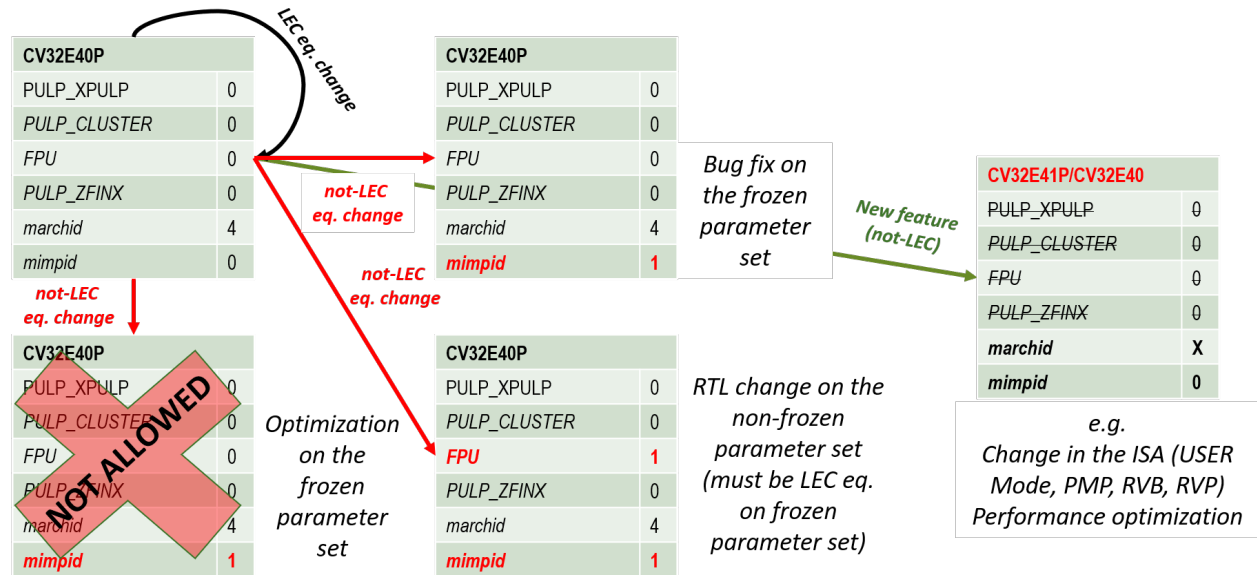 LEC eq. change
CV32E40P
PULP_XPULP 0
PULP_CLUSTER 0
FPU 0
PULP_ZFINX 0
marchid 4
mimpid 0
CV32E40P
PULP_XPULP 0
PULP_CLUSTER 0
FPU 0
PULP_ZFINX 0
marchid 4
mimpid 1
not-LEC
eq. change
Bug fix on
the frozen
parameter
set
New feature
(not-LEC)
CV32E41P/CV32E40
PULP_XPULP 0
PULP_CLUSTER 0
FPU 0
PULP_ZFINX 0
marchid X
mimpid 0
e.g.
Change in the ISA (USER
Mode, PMP, RVB, RVP)
Performance optimization
not-LEC
eq. change
not-LEC
eq. change
CV32E40P
PULP_XPULP 0
PULP_CLUSTER 0
FPU 0
PULP_ZFINX 0
marchid 4
mimpid 1
NOT ALLOWED
Optimization
on the
frozen
parameter
set
CV32E40P
PULP_XPULP 0
PULP_CLUSTER 0
FPU 1
PULP_ZFINX 0
marchid 4
mimpid 1
RTL change on the
non-frozen
parameter set
(must be LEC eq.
on frozen
parameter set)